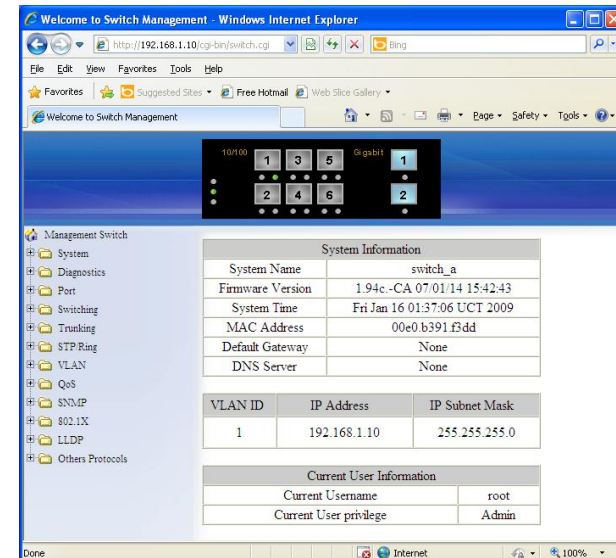 Welcome to Switch Management - Windows Internet Explorer
http://192.168.1.10/cgi-bin/switch.cgi
Bing
File Edit View Favorites Tools Help
Favorites Suggested Sites Free Hotmail Web Slice Gallery
Welcome to Switch Management
Page Safety Tools
10/100 1 3 5 Gigabit 1
2 4 6 2
Management Switch
System
Diagnostics
Port
Switching
Trunking
STP/Ring
VLAN
QoS
SNMP
802.1X
LLDP
Others Protocols
System Information
System Name switch_a
Firmware Version 1.94c.-CA 07/01/14 15:42:43
System Time Fri Jan 16 01:37:06 UCT 2009
MAC Address 00e0.b391.f3dd
Default Gateway None
DNS Server None
VLAN ID IP Address IP Subnet Mask
1 192.168.1.10 255.255.255.0
Current User Information
Current Username root
Current User privilege Admin
Done Internet 100%